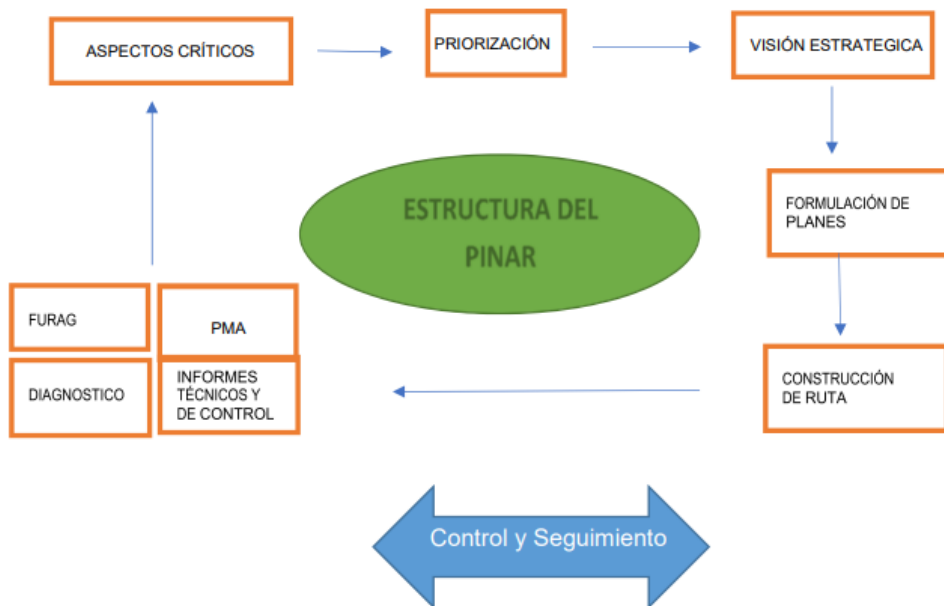 ASPECTOS CRÍTICOS
PRIORIZACIÓN
VISIÓN ESTRATEGICA
ESTRUCTURA DEL
PINAR
FORMULACIÓN DE
PLANES
FURAG
PMA
DIAGNOSTICO
INFORMES
TÉCNICOS Y
DE CONTROL
CONSTRUCCIÓN
DE RUTA
Control y Seguimiento